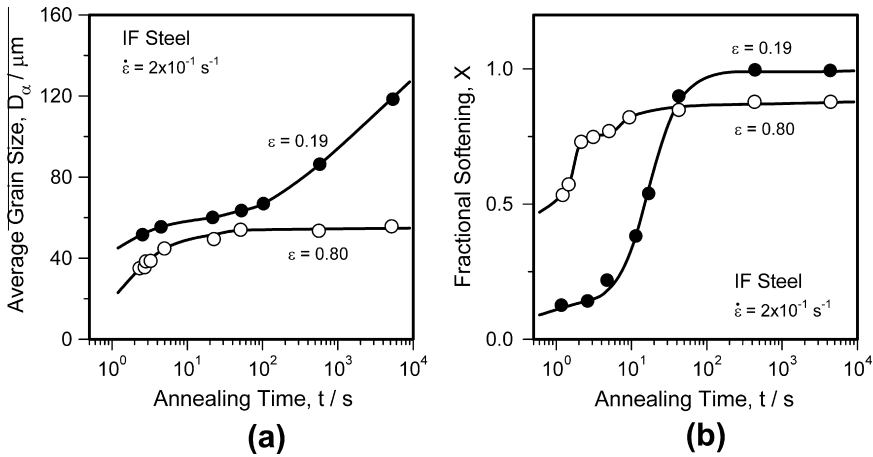 160
120
80
40
0
Average Grain Size, Dα / μm
IF Steel
ε̇ = 2x10⁻¹ s⁻¹
ε = 0.19
ε = 0.80
10⁰ 10¹ 10² 10³ 10⁴
Annealing Time, t / s
(a)
1.0
0.5
0.0
Fractional Softening, X
ε = 0.19
ε = 0.80
IF Steel
ε̇ = 2x10⁻¹ s⁻¹
10⁰ 10¹ 10² 10³ 10⁴
Annealing Time, t / s
(b)